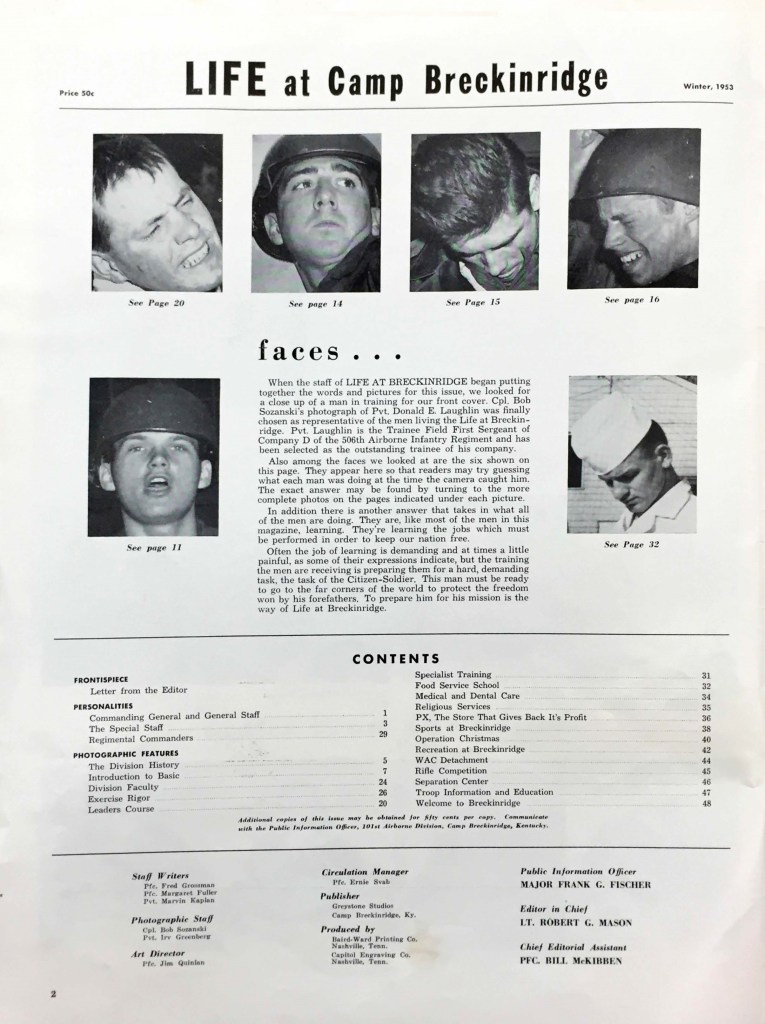 LIFE at Camp Breckinridge
Price 50c
Winter, 1953
See Page 20
See page 14
See Page 15
See page 16
faces . . .
When the staff of LIFE AT BRECKINRIDGE began putting
together the words and pictures for this issue, we looked for
a close up of a man in training for our front cover. Cpl. Bob
Sozanski's photograph of Pvt. Donald E. Laughlin was finally
chosen as representative of the men living the Life at Breckin-
ridge. Pvt. Laughlin is the Trainee Field First Sergeant of
Company D of the 506th Airborne Infantry Regiment and has
been selected as the outstanding trainee of his company.
Also among the faces we looked at are the six shown on
this page. They appear here so that readers may try guessing
what each man was doing at the time the camera caught him.
The exact answer may be found by turning to the more
complete photos on the pages indicated under each picture.
In addition there is another answer that takes in what all
of the men are doing. They are, like most of the men in this
magazine, learning. They're learning the jobs which must
be performed in order to keep our nation free.
Often the job of learning is demanding and at times a little
painful, as some of their expressions indicate, but the training
the men are receiving is preparing them for a hard, demanding
task, the task of the Citizen-Soldier. This man must be ready
to go to the far corners of the world to protect the freedom
won by his forefathers. To prepare him for his mission is the
way of Life at Breckinridge.
See page 11
See Page 32
CONTENTS
FRONTISPIECE
Letter from the Editor
PERSONALITIES
Commanding General and General Staff 1
The Special Staff 3
Regimental Commanders 29
PHOTOGRAPHIC FEATURES
The Division History 5
Introduction to Basic 7
Division Faculty 24
Exercise Rigor 26
Leaders Course 20
Specialist Training 31
Food Service School 32
Medical and Dental Care 34
Religious Services 35
PX, The Store That Gives Back It's Profit 36
Sports at Breckinridge 38
Operation Christmas 40
Recreation at Breckinridge 42
WAC Detachment 44
Rifle Competition 45
Separation Center 46
Troop Information and Education 47
Welcome to Breckinridge 48
Additional copies of this issue may be obtained for fifty cents per copy. Communicate
with the Public Information Officer, 101st Airborne Division, Camp Breckinridge, Kentucky.
Staff Writers
Pfc. Fred Grossman
Pfc. Margaret Fuller
Pvt. Marvin Kaplan
Photographic Staff
Cpl. Bob Sozanski
Pvt. Irv Greenberg
Art Director
Pfc. Jim Quinlan
Circulation Manager
Pfc. Ernie Svab
Publisher
Greystone Studios
Camp Breckinridge, Ky.
Produced by
Baird-Ward Printing Co.
Nashville, Tenn.
Capitol Engraving Co.
Nashville, Tenn.
Public Information Officer
MAJOR FRANK G. FISCHER
Editor in Chief
LT. ROBERT G. MASON
Chief Editorial Assistant
PFC. BILL McKIBBEN
2